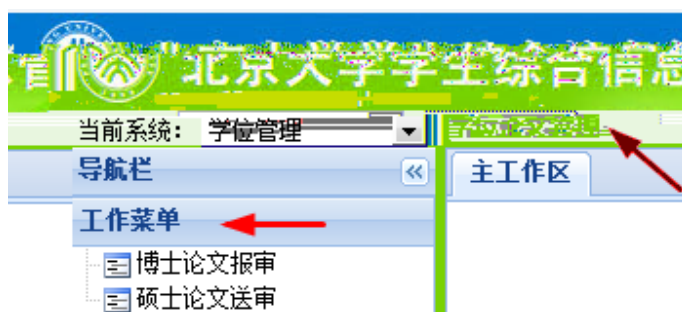 北京大学学生综合信息
当前系统： 学位管理
导航栏
主工作区
工作菜单
博士论文报审
硕士论文送审